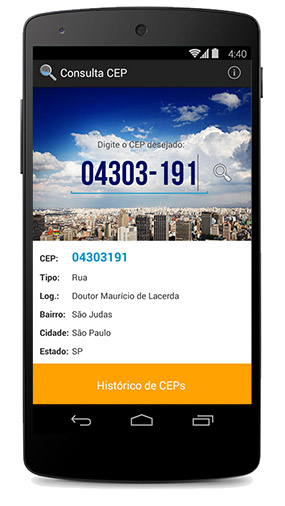 4:40
Consulta CEP
Digite o CEP desejado:
04303-191
CEP: 04303191
Tipo: Rua
Log.: Doutor Maurício de Lacerda
Bairro: São Judas
Cidade: São Paulo
Estado: SP
Histórico de CEPs